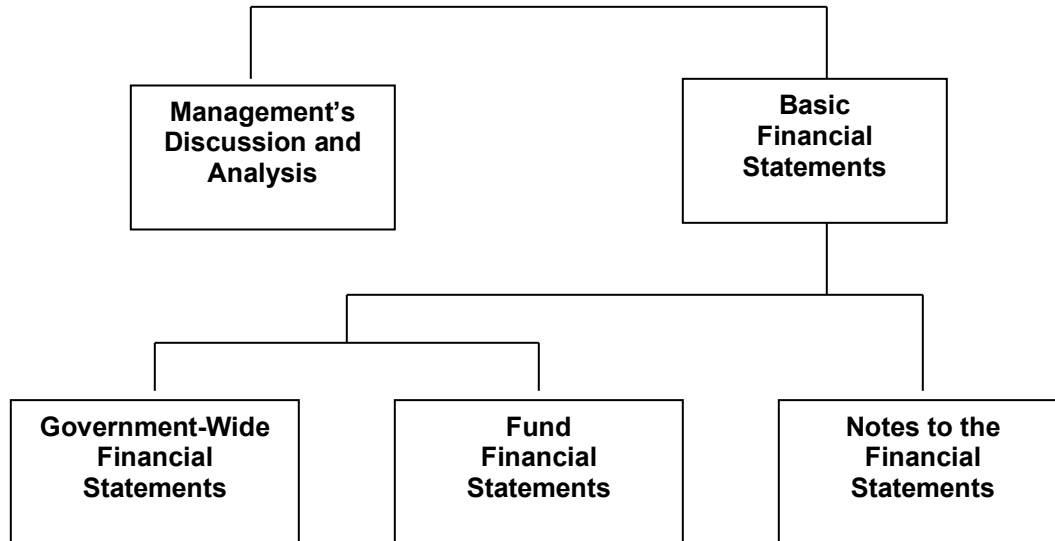 Management’s
Discussion and
Analysis
Basic
Financial
Statements
Government-Wide
Financial
Statements
Fund
Financial
Statements
Notes to the
Financial
Statements